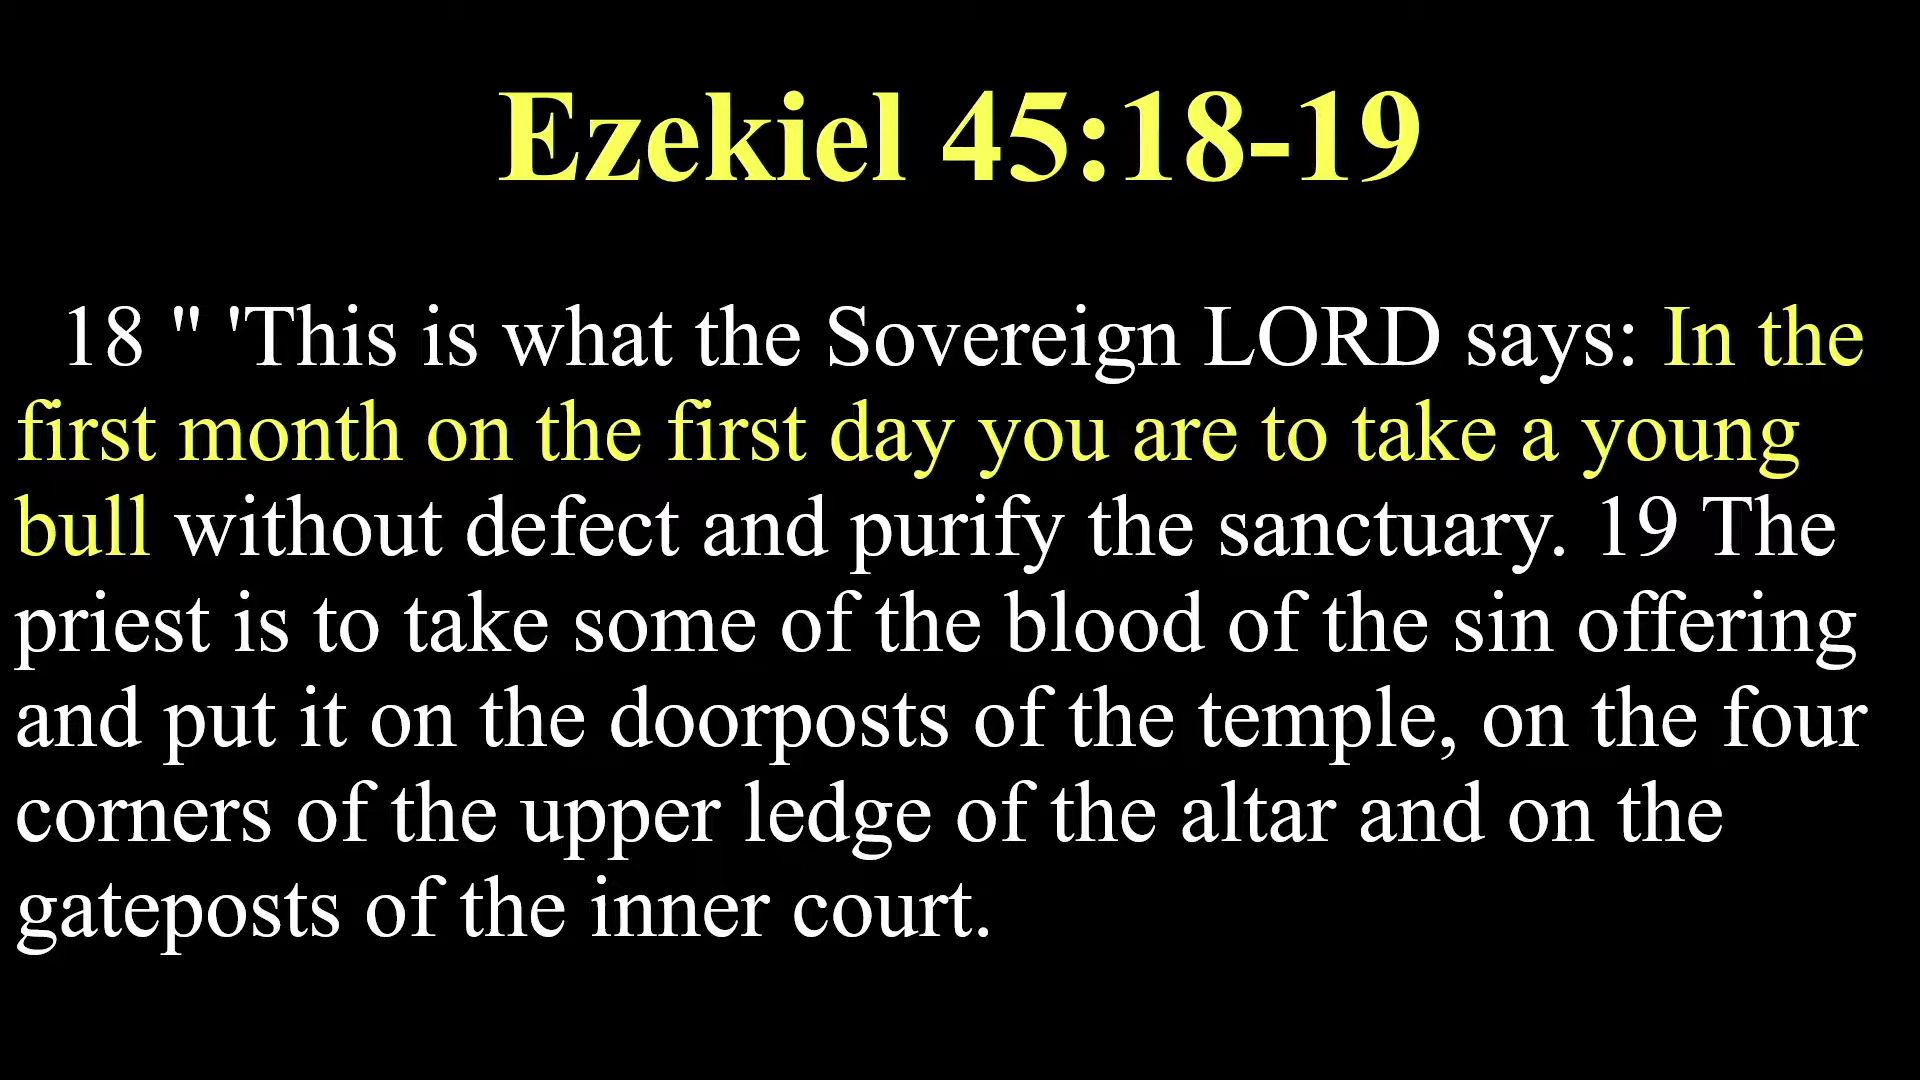 Ezekiel 45:18-19
18 " 'This is what the Sovereign LORD says: In the
first month on the first day you are to take a young
bull without defect and purify the sanctuary. 19 The
priest is to take some of the blood of the sin offering
and put it on the doorposts of the temple, on the four
corners of the upper ledge of the altar and on the
gateposts of the inner court.